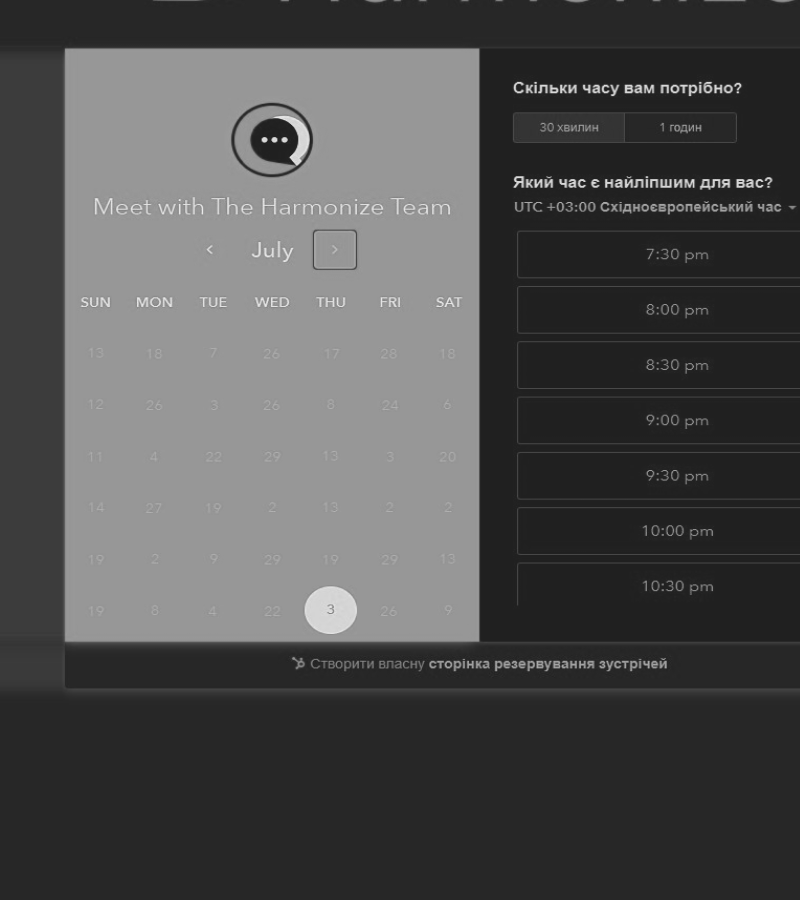 Meet with The Harmonize Team
July
SUN MON TUE WED THU FRI SAT
13 18 7 26 17 28 18
12 26 3 26 8 24 6
11 4 22 29 13 3 20
14 27 19 2 13 2 2
19 2 9 29 19 29 13
19 8 4 22 3 26 9
Скільки часу вам потрібно?
30 хвилин 1 годин
Який час є найліпшим для вас?
UTC +03:00 Східноєвропейський час
7:30 pm
8:00 pm
8:30 pm
9:00 pm
9:30 pm
10:00 pm
10:30 pm
Створити власну сторінка резервування зустрічей